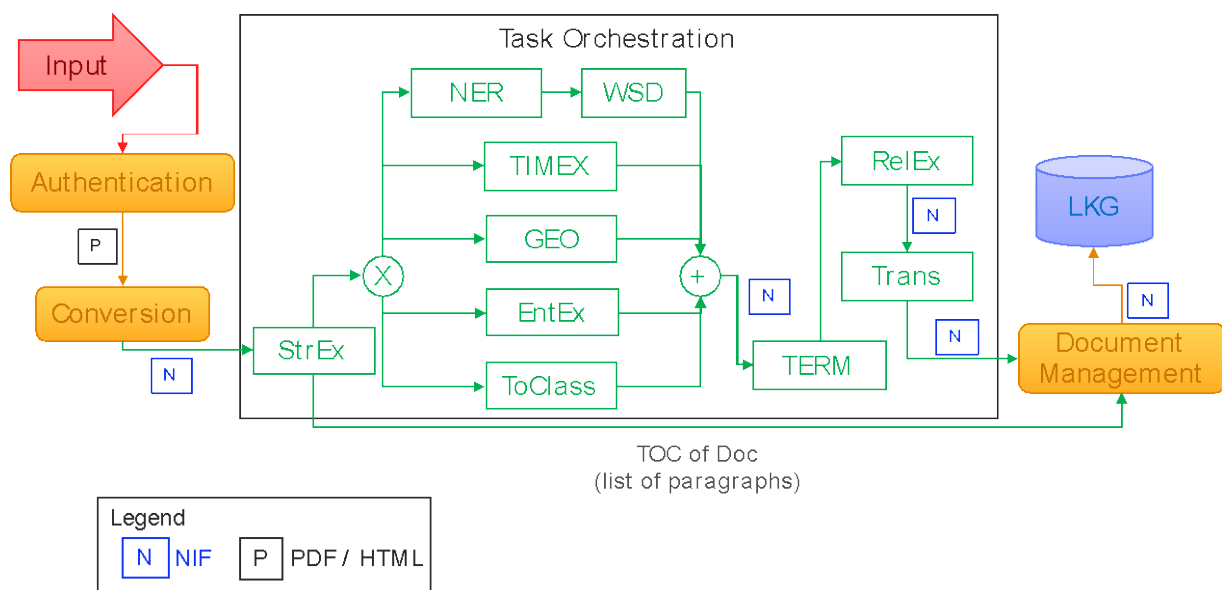 Task Orchestration
Input
NER
WSD
Authentication
TIMEX
RelEx
P
GEO
N
LKG
X
+
Trans
N
N
Conversion
EntEx
N
StrEx
N
TERM
ToClass
Document
Management
TOC of Doc
(list of paragraphs)
Legend
N NIF P PDF / HTML